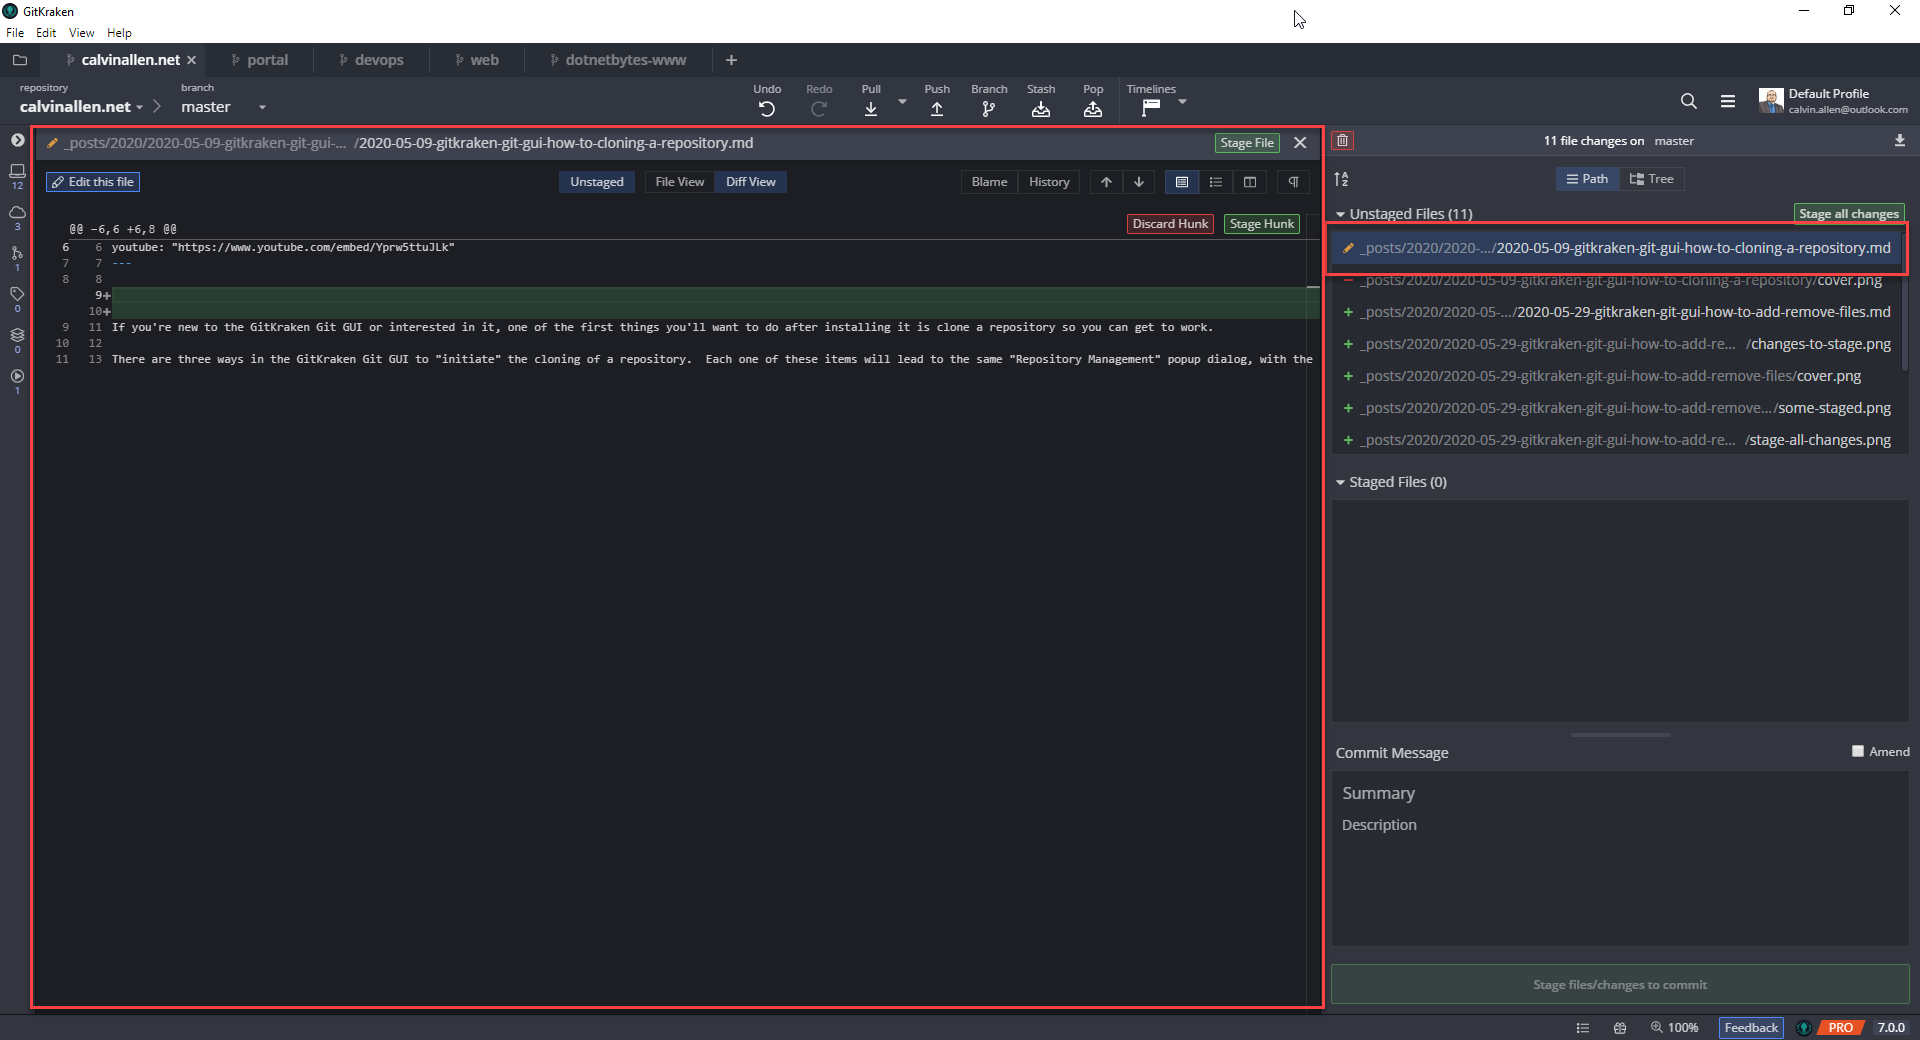 GitKraken
File Edit View Help
calvinallen.net portal devops web dotnetbytes-www
repository branch
calvinallen.net master
Undo Redo Pull Push Branch Stash Pop Timelines
Default Profile
calvin.allen@outlook.com
12
3
1
0
0
1
_posts/2020/2020-05-09-gitkraken-git-gui-... /2020-05-09-gitkraken-git-gui-how-to-cloning-a-repository.md Stage File
Edit this file Unstaged File View Diff View Blame History
Discard Hunk Stage Hunk
@@ -6,6 +6,8 @@
6 6 youtube: "https://www.youtube.com/embed/Yprw5ttuJLk"
7 7 ---
8 8
9+
10+
9 11 If you're new to the GitKraken Git GUI or interested in it, one of the first things you'll want to do after installing it is clone a repository so you can get to work.
10 12
11 13 There are three ways in the GitKraken Git GUI to "initiate" the cloning of a repository.  Each one of these items will lead to the same "Repository Management" popup dialog, with the
11 file changes on master
Path Tree
Unstaged Files (11) Stage all changes
_posts/2020/2020-.../2020-05-09-gitkraken-git-gui-how-to-cloning-a-repository.md
_posts/2020/2020-05-09-gitkraken-git-gui-how-to-cloning-a-repository/cover.png
_posts/2020/2020-05-.../2020-05-29-gitkraken-git-gui-how-to-add-remove-files.md
_posts/2020/2020-05-29-gitkraken-git-gui-how-to-add-re... /changes-to-stage.png
_posts/2020/2020-05-29-gitkraken-git-gui-how-to-add-remove-files/cover.png
_posts/2020/2020-05-29-gitkraken-git-gui-how-to-add-remove.../some-staged.png
_posts/2020/2020-05-29-gitkraken-git-gui-how-to-add-re... /stage-all-changes.png
Staged Files (0)
Commit Message Amend
Summary
Description
Stage files/changes to commit
100% Feedback PRO 7.0.0